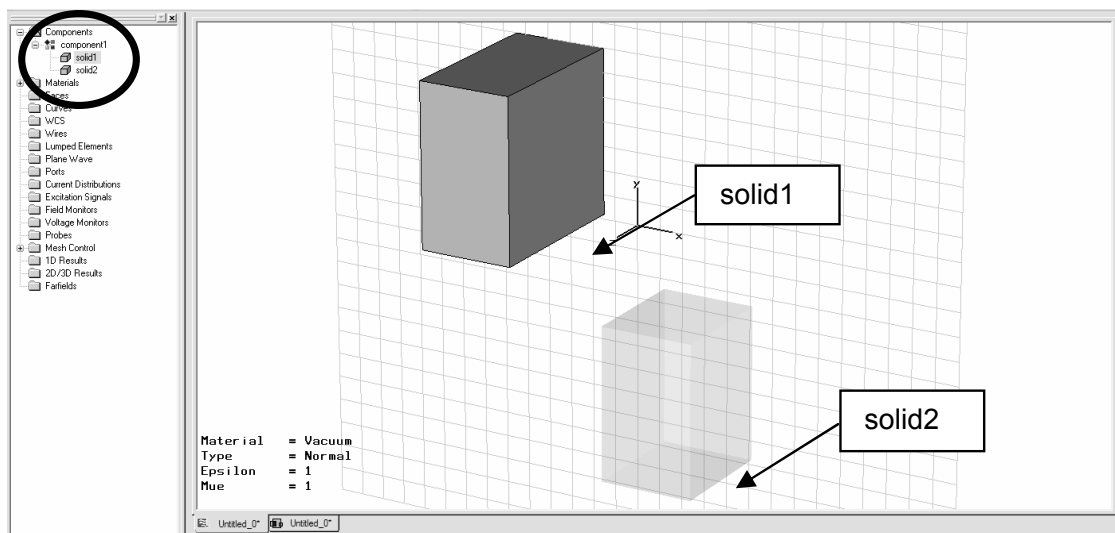 Components
component1
solid1
solid2
Materials
Faces
Curves
WCS
Wires
Lumped Elements
Plane Wave
Ports
Current Distributions
Excitation Signals
Field Monitors
Voltage Monitors
Probes
Mesh Control
1D Results
2D/3D Results
Farfields
y
x
solid1
solid2
Material = Vacuum
Type = Normal
Epsilon = 1
Mue = 1
Untitled_0* Untitled_0*